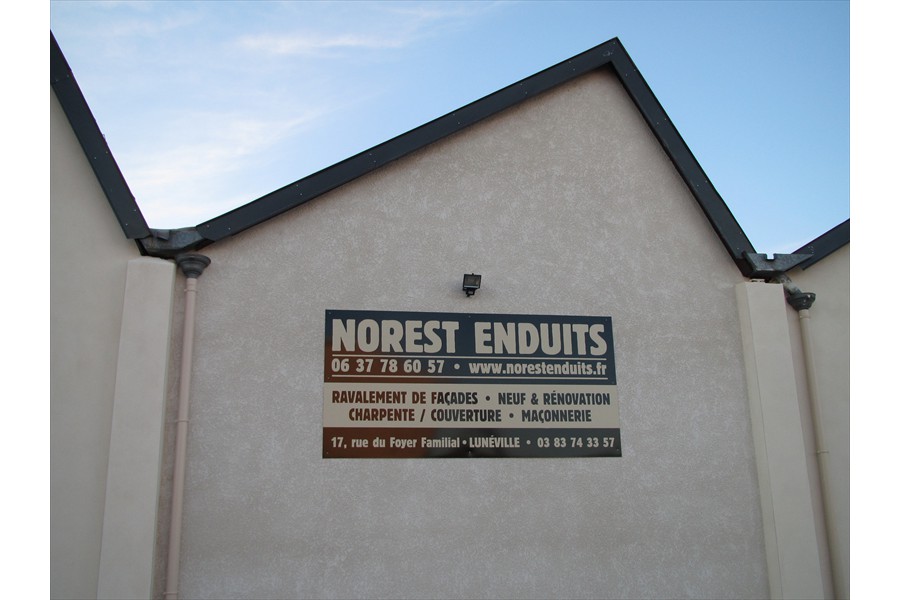 NOREST ENDUITS
06 37 78 60 57 • www.norestenduits.fr
RAVALEMENT DE FAÇADES • NEUF & RÉNOVATION
CHARPENTE / COUVERTURE • MAÇONNERIE
17, rue du Foyer Familial • LUNÉVILLE • 03 83 74 33 57